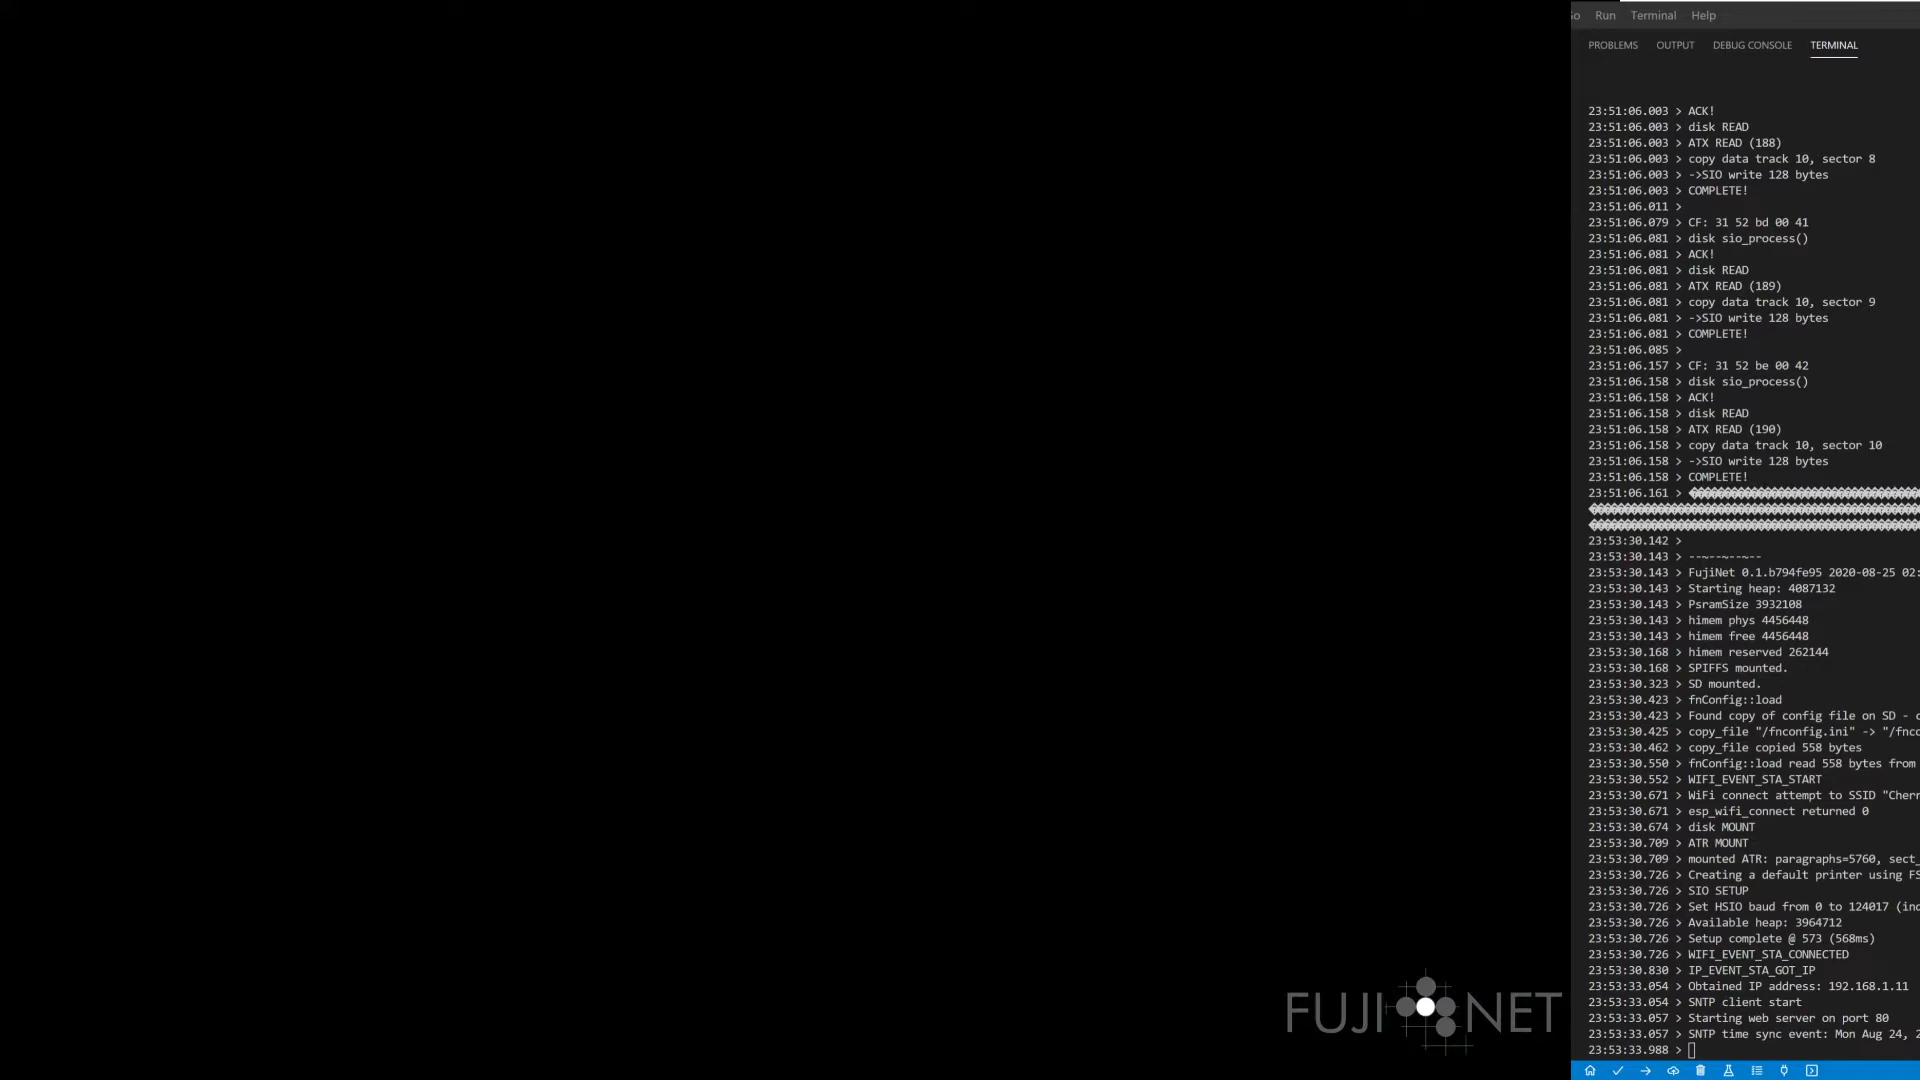 Go Run Terminal Help
PROBLEMS OUTPUT DEBUG CONSOLE TERMINAL
23:51:06.003 > ACK!
23:51:06.003 > disk READ
23:51:06.003 > ATX READ (188)
23:51:06.003 > copy data track 10, sector 8
23:51:06.003 > ->SIO write 128 bytes
23:51:06.003 > COMPLETE!
23:51:06.011 >
23:51:06.079 > CF: 31 52 bd 00 41
23:51:06.081 > disk sio_process()
23:51:06.081 > ACK!
23:51:06.081 > disk READ
23:51:06.081 > ATX READ (189)
23:51:06.081 > copy data track 10, sector 9
23:51:06.081 > ->SIO write 128 bytes
23:51:06.081 > COMPLETE!
23:51:06.085 >
23:51:06.157 > CF: 31 52 be 00 42
23:51:06.158 > disk sio_process()
23:51:06.158 > ACK!
23:51:06.158 > disk READ
23:51:06.158 > ATX READ (190)
23:51:06.158 > copy data track 10, sector 10
23:51:06.158 > ->SIO write 128 bytes
23:51:06.158 > COMPLETE!
23:51:06.161 >
23:53:30.142 >
23:53:30.143 > --~--~--~--
23:53:30.143 > FujiNet 0.1.b794fe95 2020-08-25 02:
23:53:30.143 > Starting heap: 4087132
23:53:30.143 > PsramSize 3932108
23:53:30.143 > himem phys 4456448
23:53:30.143 > himem free 4456448
23:53:30.168 > himem reserved 262144
23:53:30.168 > SPIFFS mounted.
23:53:30.323 > SD mounted.
23:53:30.423 > fnConfig::load
23:53:30.423 > Found copy of config file on SD -
23:53:30.425 > copy_file "/fnconfig.ini" -> "/fnco
23:53:30.462 > copy_file copied 558 bytes
23:53:30.550 > fnConfig::load read 558 bytes from
23:53:30.552 > WIFI_EVENT_STA_START
23:53:30.671 > WiFi connect attempt to SSID "Cherr
23:53:30.671 > esp_wifi_connect returned 0
23:53:30.674 > disk MOUNT
23:53:30.709 > ATR MOUNT
23:53:30.709 > mounted ATR: paragraphs=5760, sect_
23:53:30.726 > Creating a default printer using FS
23:53:30.726 > SIO SETUP
23:53:30.726 > Set HSIO baud from 0 to 124017 (ind
23:53:30.726 > Available heap: 3964712
23:53:30.726 > Setup complete @ 573 (568ms)
23:53:30.726 > WIFI_EVENT_STA_CONNECTED
23:53:30.830 > IP_EVENT_STA_GOT_IP
23:53:33.054 > Obtained IP address: 192.168.1.11
23:53:33.054 > SNTP client start
23:53:33.057 > Starting web server on port 80
23:53:33.057 > SNTP time sync event: Mon Aug 24, 2
23:53:33.988 >
FUJI NET